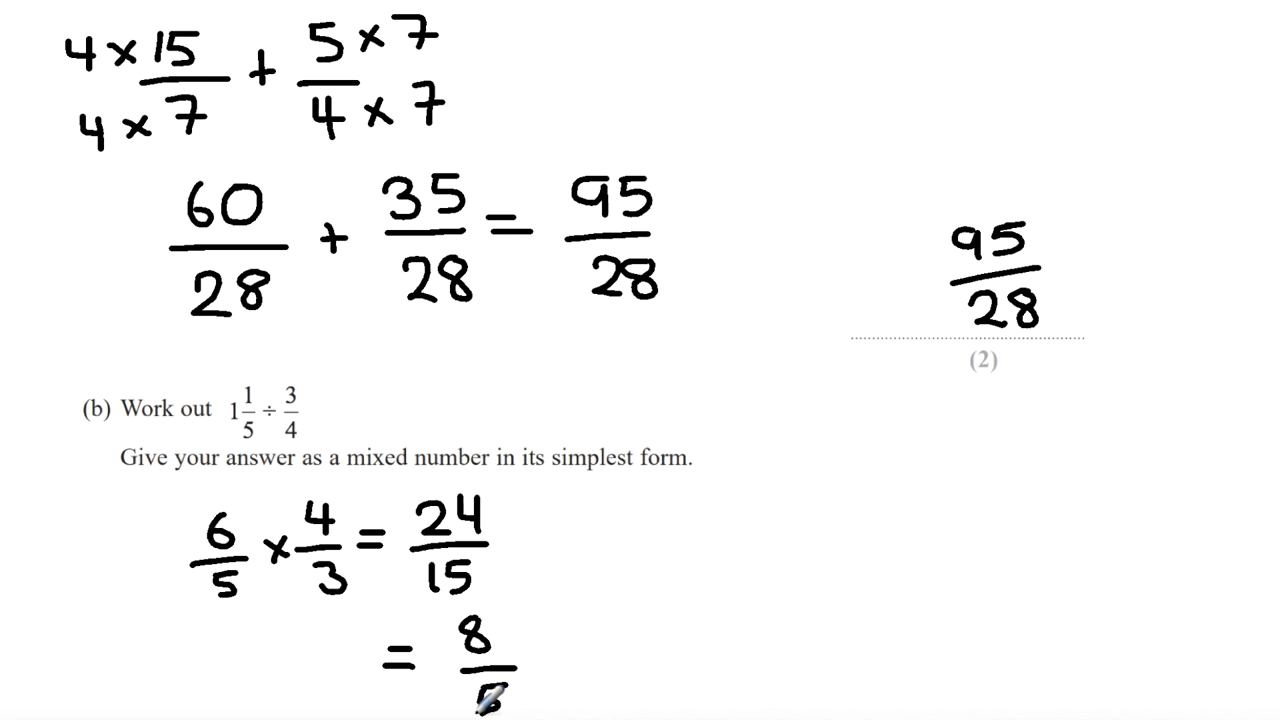 4 × 15/7 × 4 + 5 × 7/4 × 7
60/28 + 35/28 = 95/28
95/28
(2)
(b) Work out 1 1/5 ÷ 3/4
Give your answer as a mixed number in its simplest form.
6/5 × 4/3 = 24/15
= 8/5